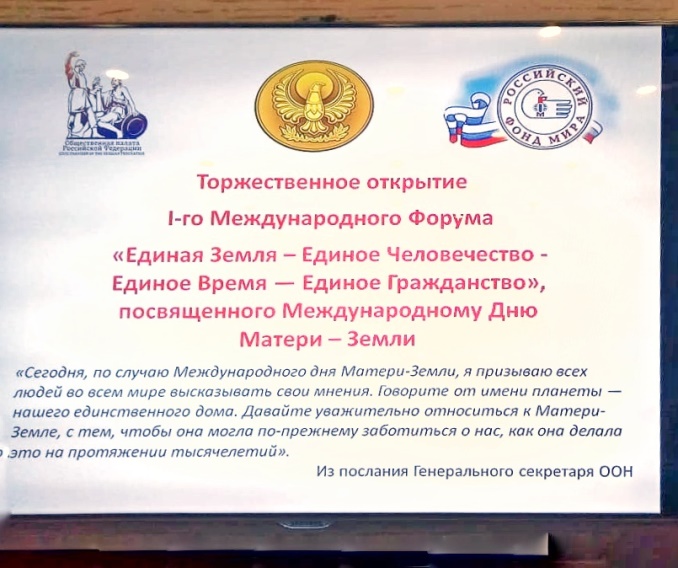 Общественная палата
Российской Федерации
РОССИЙСКИЙ
ФОНД МИРА
Торжественное открытие
I-го Международного Форума
«Единая Земля – Единое Человечество -
Единое Время — Единое Гражданство»,
посвященного Международному Дню
Матери – Земли
«Сегодня, по случаю Международного дня Матери-Земли, я призываю всех
людей во всем мире высказывать свои мнения. Говорите от имени планеты —
нашего единственного дома. Давайте уважительно относиться к Матери-
Земле, с тем, чтобы она могла по-прежнему заботиться о нас, как она делала
это на протяжении тысячелетий».
Из послания Генерального секретаря ООН